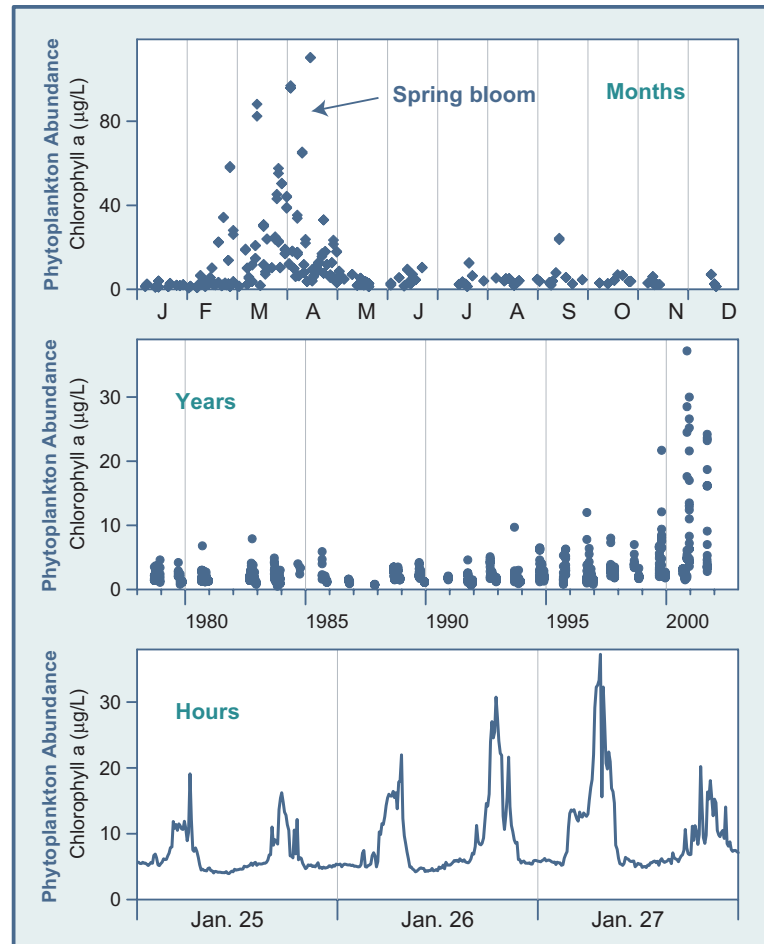 Phytoplankton Abundance
Chlorophyll a (µg/L)
80
40
0
Spring bloom
Months
J F M A M J J A S O N D
Phytoplankton Abundance
Chlorophyll a (µg/L)
30
20
10
0
Years
1980 1985 1990 1995 2000
Phytoplankton Abundance
Chlorophyll a (µg/L)
30
20
10
0
Hours
Jan. 25 Jan. 26 Jan. 27